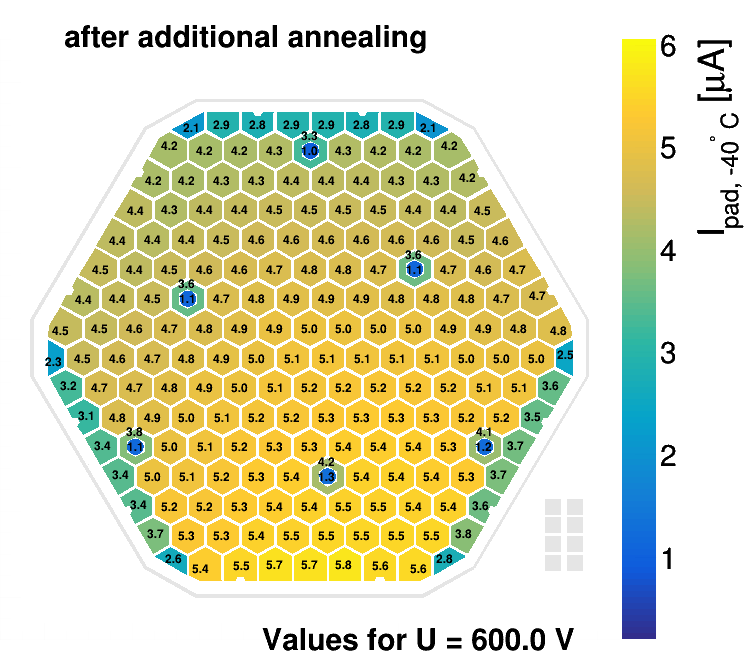 after additional annealing
2.1 2.9 2.8 2.9 2.9 2.8 2.9 2.1
3.3
4.2 4.2 4.2 4.3 1.0 4.3 4.2 4.2 4.2
4.2 4.2 4.3 4.3 4.4 4.4 4.4 4.3 4.3 4.2
4.4 4.3 4.4 4.4 4.5 4.5 4.5 4.4 4.4 4.5
4.4 4.4 4.4 4.5 4.6 4.6 4.6 4.6 4.6 4.6 4.5 4.6
3.6
4.5 4.4 4.5 4.6 4.6 4.7 4.8 4.8 4.7 1.1 4.7 4.6 4.7
3.6
4.4 4.4 4.5 1.1 4.7 4.8 4.9 4.9 4.9 4.8 4.8 4.8 4.7 4.7
4.5 4.5 4.6 4.7 4.8 4.9 4.9 5.0 5.0 5.0 5.0 4.9 4.9 4.8 4.8
2.3 4.5 4.6 4.7 4.8 4.9 5.0 5.1 5.1 5.1 5.1 5.0 5.0 5.0 5.0 2.5
3.2 4.7 4.7 4.8 4.9 5.0 5.1 5.2 5.2 5.2 5.2 5.2 5.1 5.1 3.6
3.1 4.8 4.9 5.0 5.1 5.2 5.2 5.3 5.3 5.3 5.2 5.2 5.2 3.5
3.8 4.1
3.4 1.1 5.0 5.1 5.2 5.3 5.3 5.4 5.4 5.4 5.3 1.2 3.7
4.2
3.4 5.0 5.1 5.2 5.3 5.4 1.3 5.4 5.4 5.4 5.3 3.7
3.4 5.2 5.2 5.3 5.4 5.4 5.5 5.5 5.4 5.4 3.6
3.7 5.3 5.3 5.4 5.5 5.5 5.5 5.5 5.5 3.8
2.6 5.4 5.5 5.7 5.7 5.8 5.6 5.6 2.8
6
5
4
3
2
1
I pad, -40° C [µA]
Values for U = 600.0 V